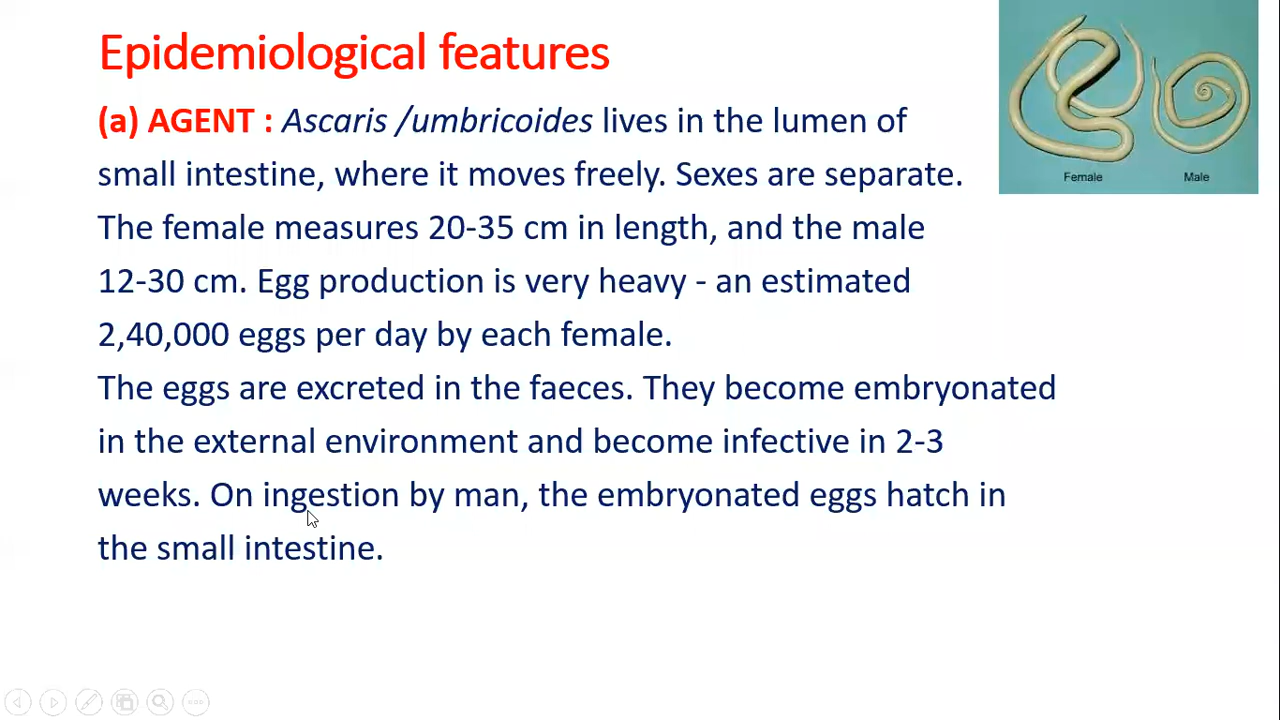 Epidemiological features
(a) AGENT : Ascaris /umbricoides lives in the lumen of
small intestine, where it moves freely. Sexes are separate.
The female measures 20-35 cm in length, and the male
12-30 cm. Egg production is very heavy - an estimated
2,40,000 eggs per day by each female.
The eggs are excreted in the faeces. They become embryonated
in the external environment and become infective in 2-3
weeks. On ingestion by man, the embryonated eggs hatch in
the small intestine.
Female
Male